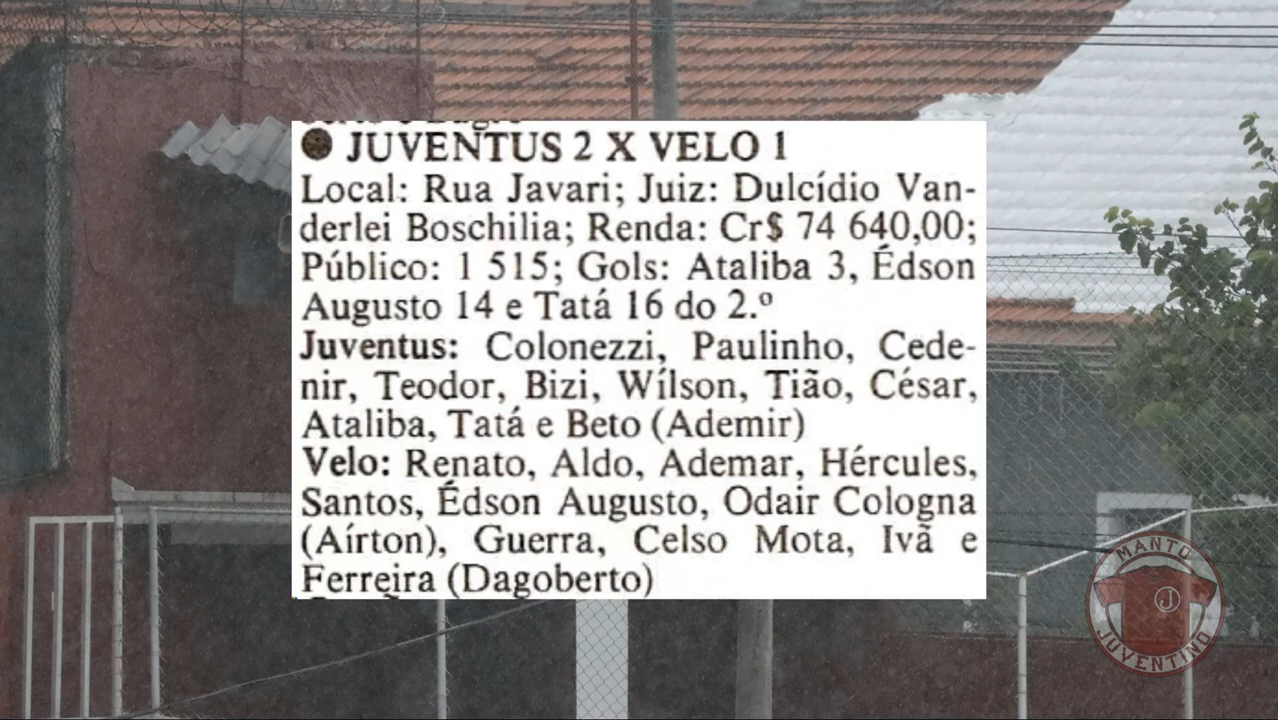 ● JUVENTUS 2 X VELO 1
Local: Rua Javari; Juiz: Dulcídio Van-
derlei Boschilia; Renda: Cr$ 74 640,00;
Público: 1 515; Gols: Ataliba 3, Édson
Augusto 14 e Tatá 16 do 2.º
Juventus: Colonezzi, Paulinho, Cede-
nir, Teodor, Bizi, Wílson, Tião, César,
Ataliba, Tatá e Beto (Ademir)
Velo: Renato, Aldo, Ademar, Hércules,
Santos, Édson Augusto, Odair Cologna
(Aírton), Guerra, Celso Mota, Ivã e
Ferreira (Dagoberto)
MANTO
J
JUVENTINO